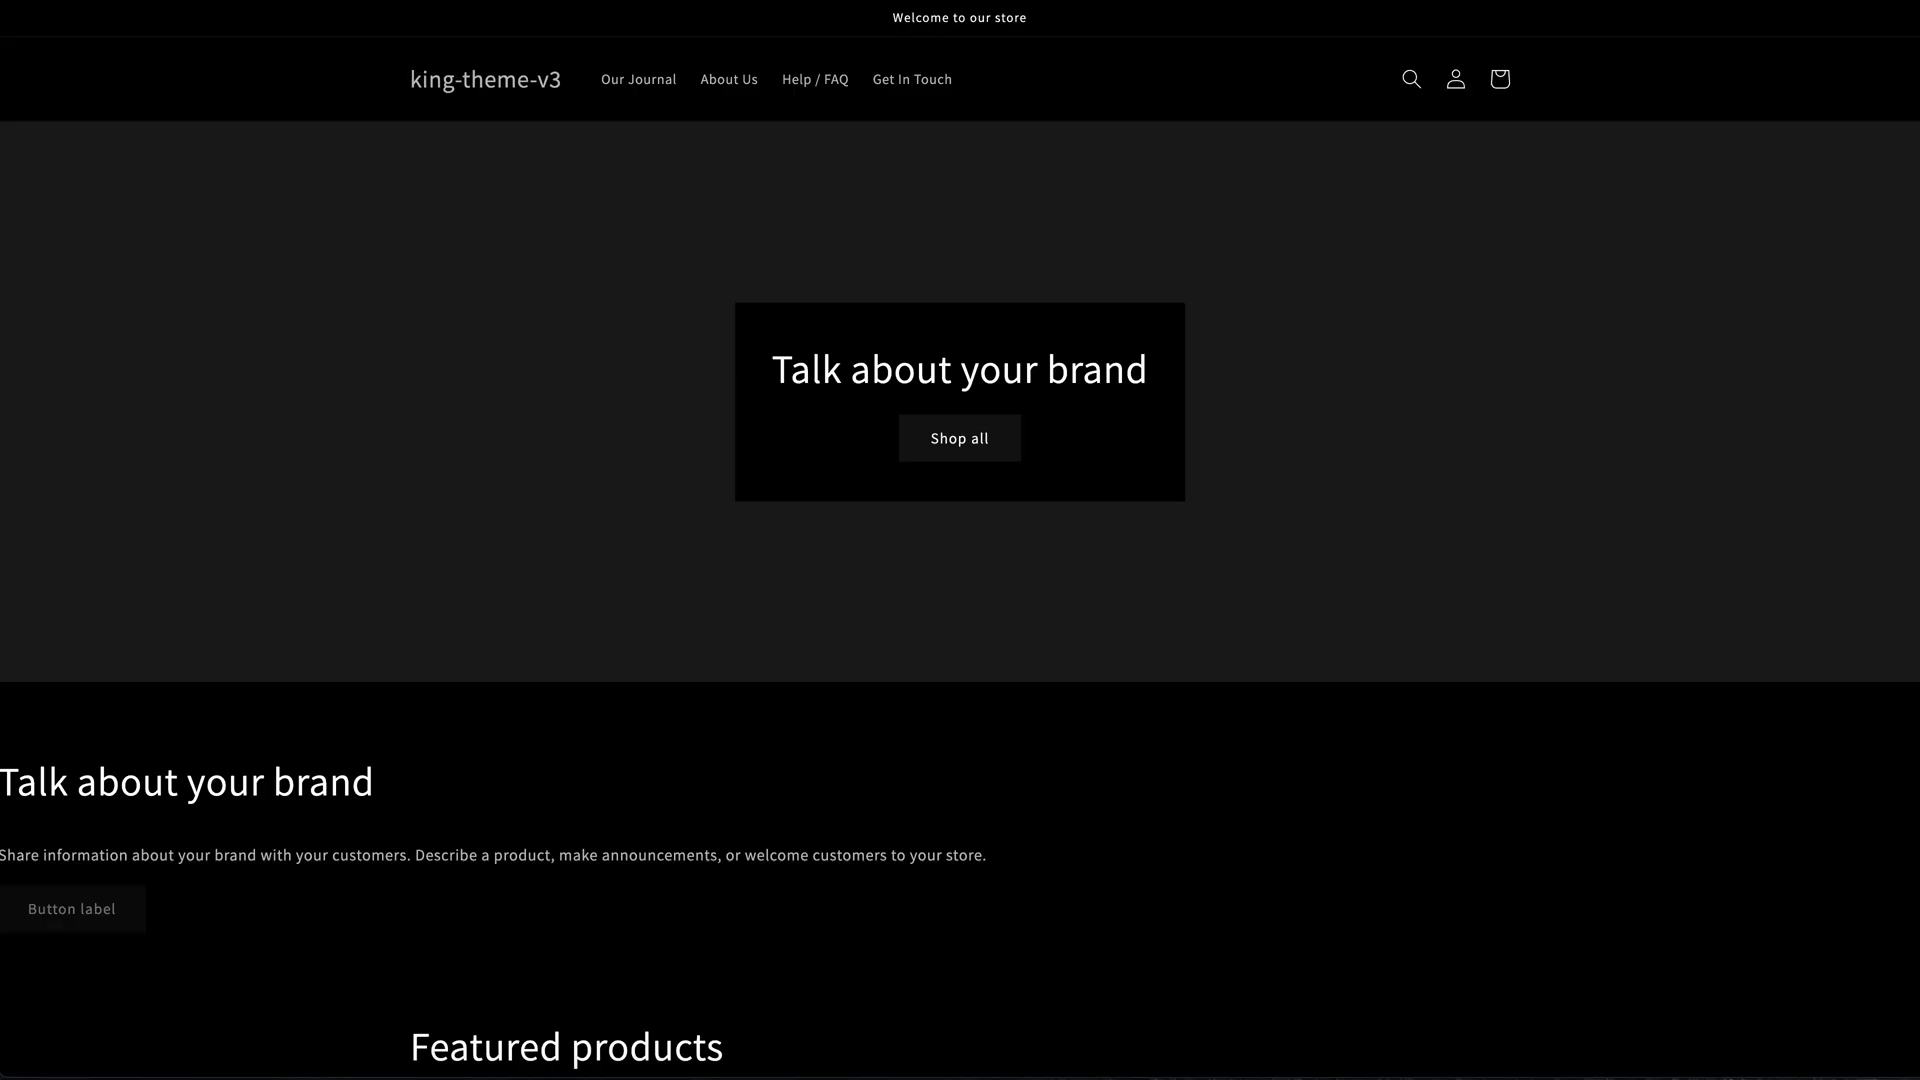 Welcome to our store
king-theme-v3
Our Journal
About Us
Help / FAQ
Get In Touch
Talk about your brand
Shop all
Talk about your brand
Share information about your brand with your customers. Describe a product, make announcements, or welcome customers to your store.
Button label
Featured products